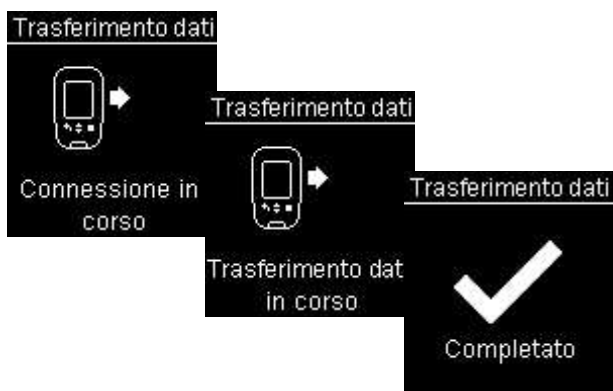 Trasferimento dati
Connessione in
corso
Trasferimento dati
Trasferimento dat
in corso
Trasferimento dati
Completato